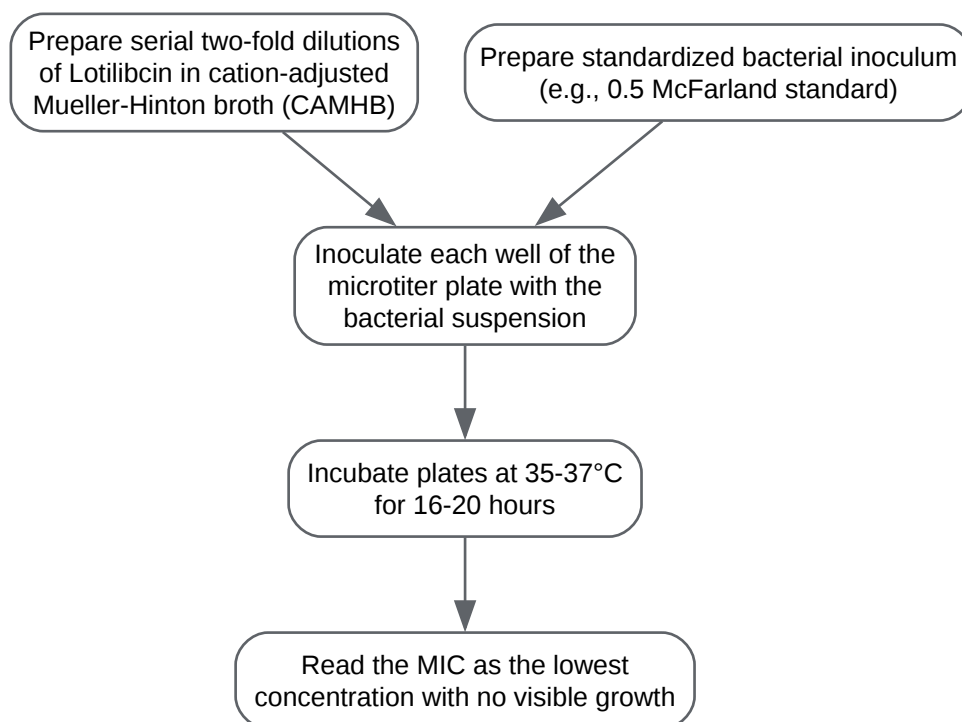 Prepare serial two-fold dilutions
of Lotilibcin in cation-adjusted
Mueller-Hinton broth (CAMHB)
Prepare standardized bacterial inoculum
(e.g., 0.5 McFarland standard)
Inoculate each well of the
microtiter plate with the
bacterial suspension
Incubate plates at 35-37°C
for 16-20 hours
Read the MIC as the lowest
concentration with no visible growth